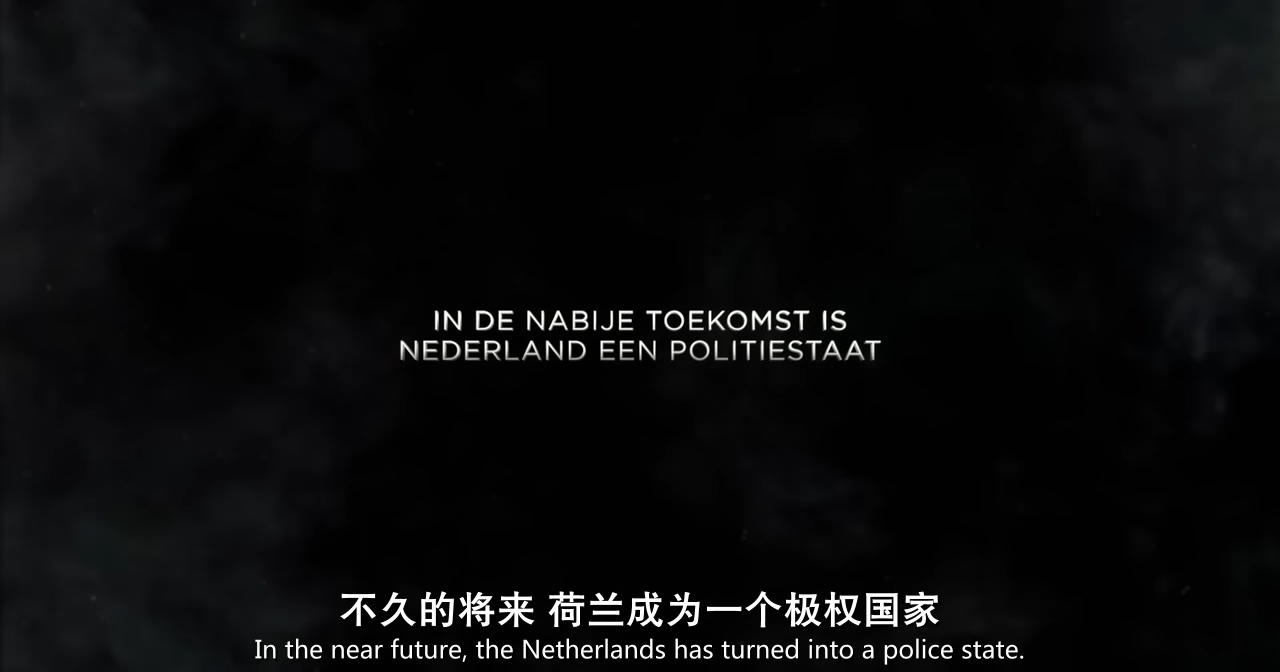 IN DE NABIJE TOEKOMST IS
NEDERLAND EEN POLITIESTAAT
不久的将来 荷兰成为一个极权国家
In the near future, the Netherlands has turned into a police state.